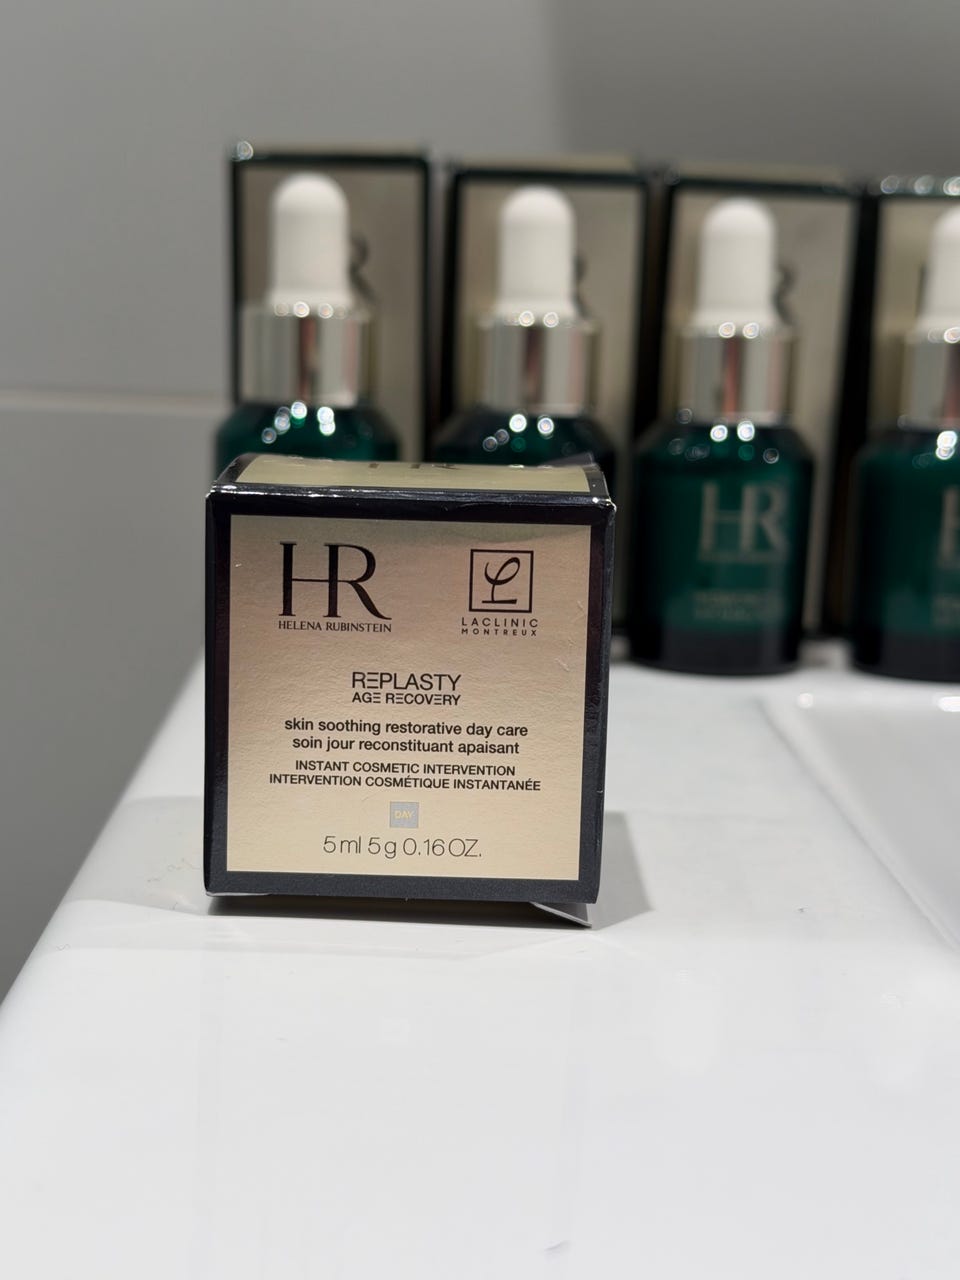 HR
HELENA RUBINSTEIN
LACLINIC
MONTREUX
REPLASTY
AGE RECOVERY
skin soothing restorative day care
soin jour reconstituant apaisant
INSTANT COSMETIC INTERVENTION
INTERVENTION COSMÉTIQUE INSTANTANÉE
DAY
5 ml 5 g 0.16 OZ.
HR